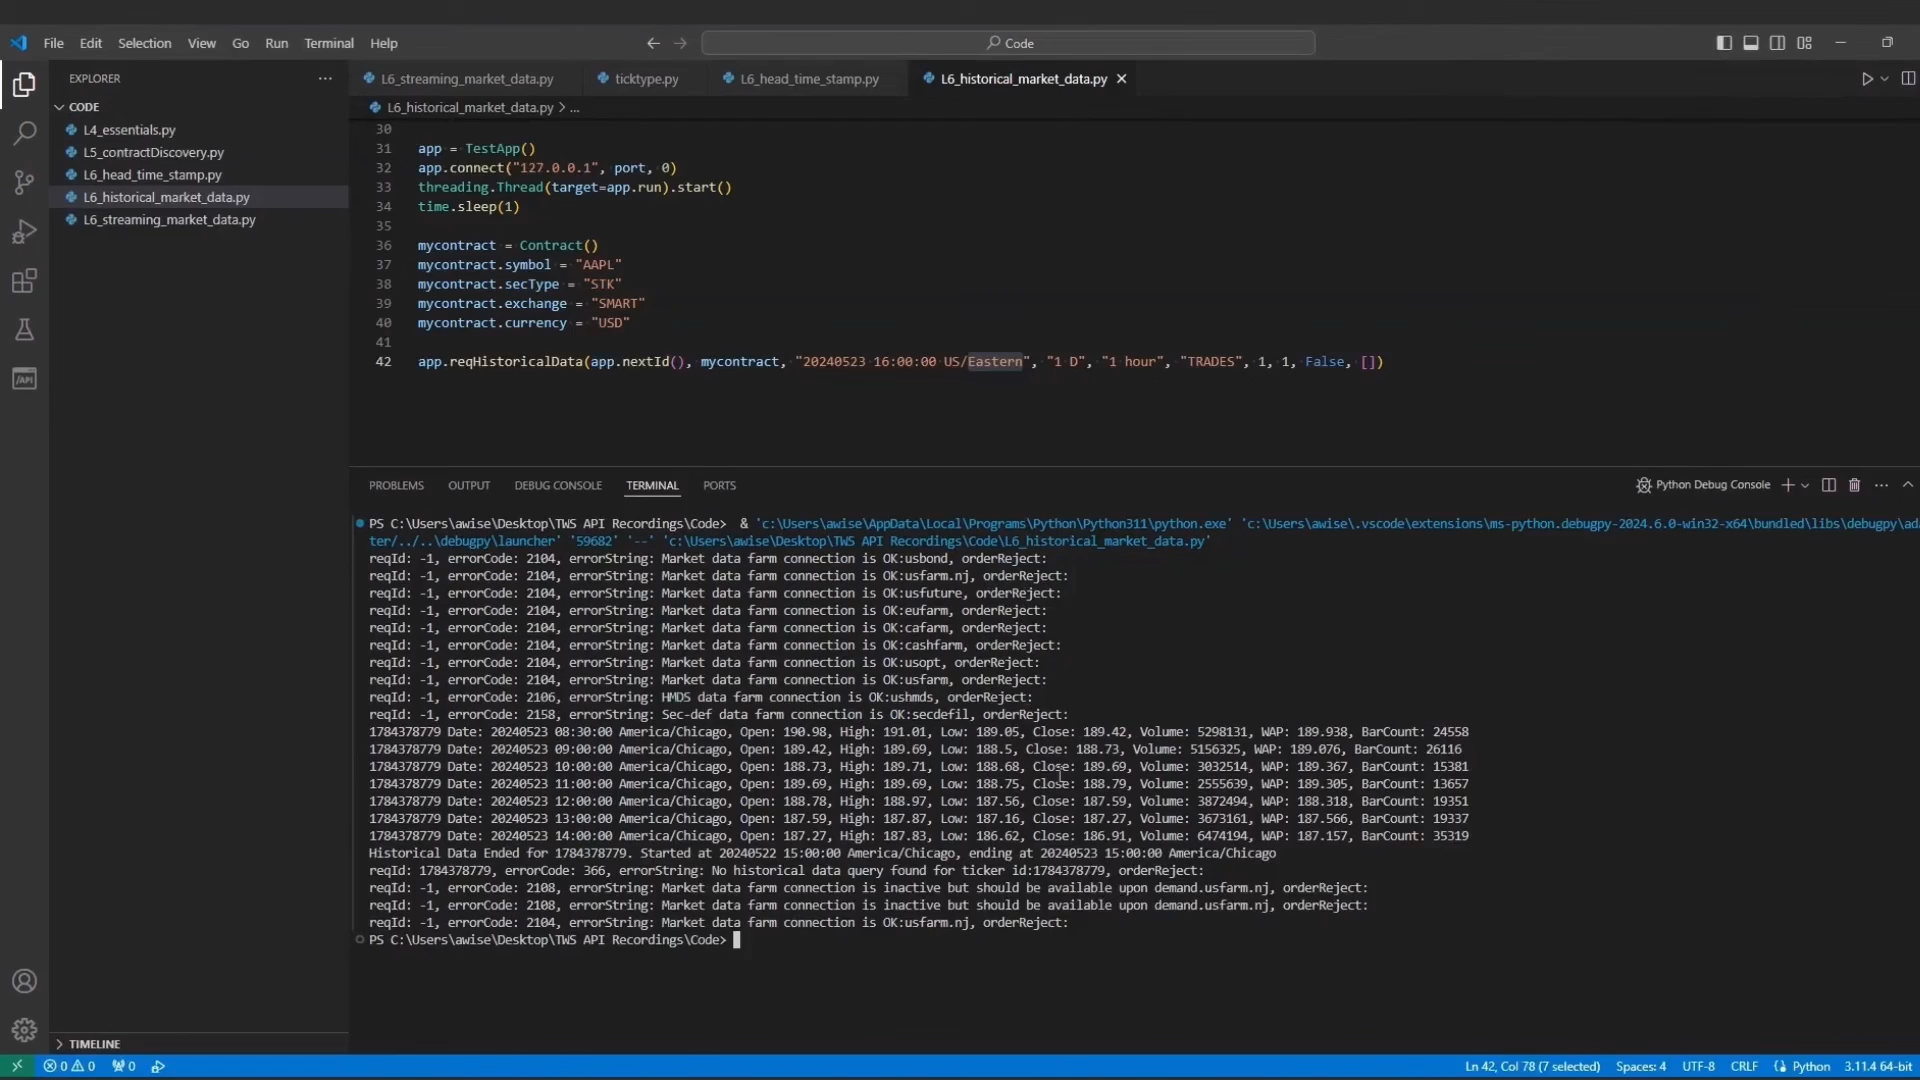 File Edit Selection View Go Run Terminal Help
Code
EXPLORER
L6_streaming_market_data.py
ticktype.py
L6_head_time_stamp.py
L6_historical_market_data.py
CODE
L6_historical_market_data.py > ...
L4_essentials.py
L5_contractDiscovery.py
L6_head_time_stamp.py
L6_historical_market_data.py
L6_streaming_market_data.py
30
31 app = TestApp()
32 app.connect("127.0.0.1", port, 0)
33 threading.Thread(target=app.run).start()
34 time.sleep(1)
35
36 mycontract = Contract()
37 mycontract.symbol = "AAPL"
38 mycontract.secType = "STK"
39 mycontract.exchange = "SMART"
40 mycontract.currency = "USD"
41
42 app.reqHistoricalData(app.nextId(), mycontract, "20240523 16:00:00 US/Eastern", "1 D", "1 hour", "TRADES", 1, 1, False, [])
PROBLEMS OUTPUT DEBUG CONSOLE TERMINAL PORTS
Python Debug Console
PS C:\Users\awise\Desktop\TWS API Recordings\Code> & 'c:\Users\awise\AppData\Local\Programs\Python\Python311\python.exe' 'c:\Users\awise\.vscode\extensions\ms-python.debugpy-2024.6.0-win32-x64\bundled\libs\debugpy\ad
ter/../..\debugpy\launcher' '59682' '--' 'c:\Users\awise\Desktop\TWS API Recordings\Code\L6_historical_market_data.py'
reqId: -1, errorCode: 2104, errorString: Market data farm connection is OK:usbond, orderReject:
reqId: -1, errorCode: 2104, errorString: Market data farm connection is OK:usfarm.nj, orderReject:
reqId: -1, errorCode: 2104, errorString: Market data farm connection is OK:usfuture, orderReject:
reqId: -1, errorCode: 2104, errorString: Market data farm connection is OK:eufarm, orderReject:
reqId: -1, errorCode: 2104, errorString: Market data farm connection is OK:cafarm, orderReject:
reqId: -1, errorCode: 2104, errorString: Market data farm connection is OK:cashfarm, orderReject:
reqId: -1, errorCode: 2104, errorString: Market data farm connection is OK:usopt, orderReject:
reqId: -1, errorCode: 2104, errorString: Market data farm connection is OK:usfarm, orderReject:
reqId: -1, errorCode: 2106, errorString: HMDS data farm connection is OK:ushmds, orderReject:
reqId: -1, errorCode: 2158, errorString: Sec-def data farm connection is OK:secdefil, orderReject:
1784378779 Date: 20240523 08:30:00 America/Chicago, Open: 190.98, High: 191.01, Low: 189.05, Close: 189.42, Volume: 5298131, WAP: 189.938, BarCount: 24558
1784378779 Date: 20240523 09:00:00 America/Chicago, Open: 189.42, High: 189.69, Low: 188.5, Close: 188.73, Volume: 5156325, WAP: 189.076, BarCount: 26116
1784378779 Date: 20240523 10:00:00 America/Chicago, Open: 188.73, High: 189.71, Low: 188.68, Close: 189.69, Volume: 3032514, WAP: 189.367, BarCount: 15381
1784378779 Date: 20240523 11:00:00 America/Chicago, Open: 189.69, High: 189.69, Low: 188.75, Close: 188.79, Volume: 2555639, WAP: 189.305, BarCount: 13657
1784378779 Date: 20240523 12:00:00 America/Chicago, Open: 188.78, High: 188.97, Low: 187.56, Close: 187.59, Volume: 3872494, WAP: 188.318, BarCount: 19351
1784378779 Date: 20240523 13:00:00 America/Chicago, Open: 187.59, High: 187.87, Low: 187.16, Close: 187.27, Volume: 3673161, WAP: 187.566, BarCount: 19337
1784378779 Date: 20240523 14:00:00 America/Chicago, Open: 187.27, High: 187.83, Low: 186.62, Close: 186.91, Volume: 6474194, WAP: 187.157, BarCount: 35319
Historical Data Ended for 1784378779. Started at 20240522 15:00:00 America/Chicago, ending at 20240523 15:00:00 America/Chicago
reqId: 1784378779, errorCode: 366, errorString: No historical data query found for ticker id:1784378779, orderReject:
reqId: -1, errorCode: 2108, errorString: Market data farm connection is inactive but should be available upon demand.usfarm.nj, orderReject:
reqId: -1, errorCode: 2108, errorString: Market data farm connection is inactive but should be available upon demand.usfarm.nj, orderReject:
reqId: -1, errorCode: 2104, errorString: Market data farm connection is OK:usfarm.nj, orderReject:
PS C:\Users\awise\Desktop\TWS API Recordings\Code>
TIMELINE
0 0 0
Ln 42, Col 78 (7 selected) Spaces: 4 UTF-8 CRLF Python 3.11.4 64-bit